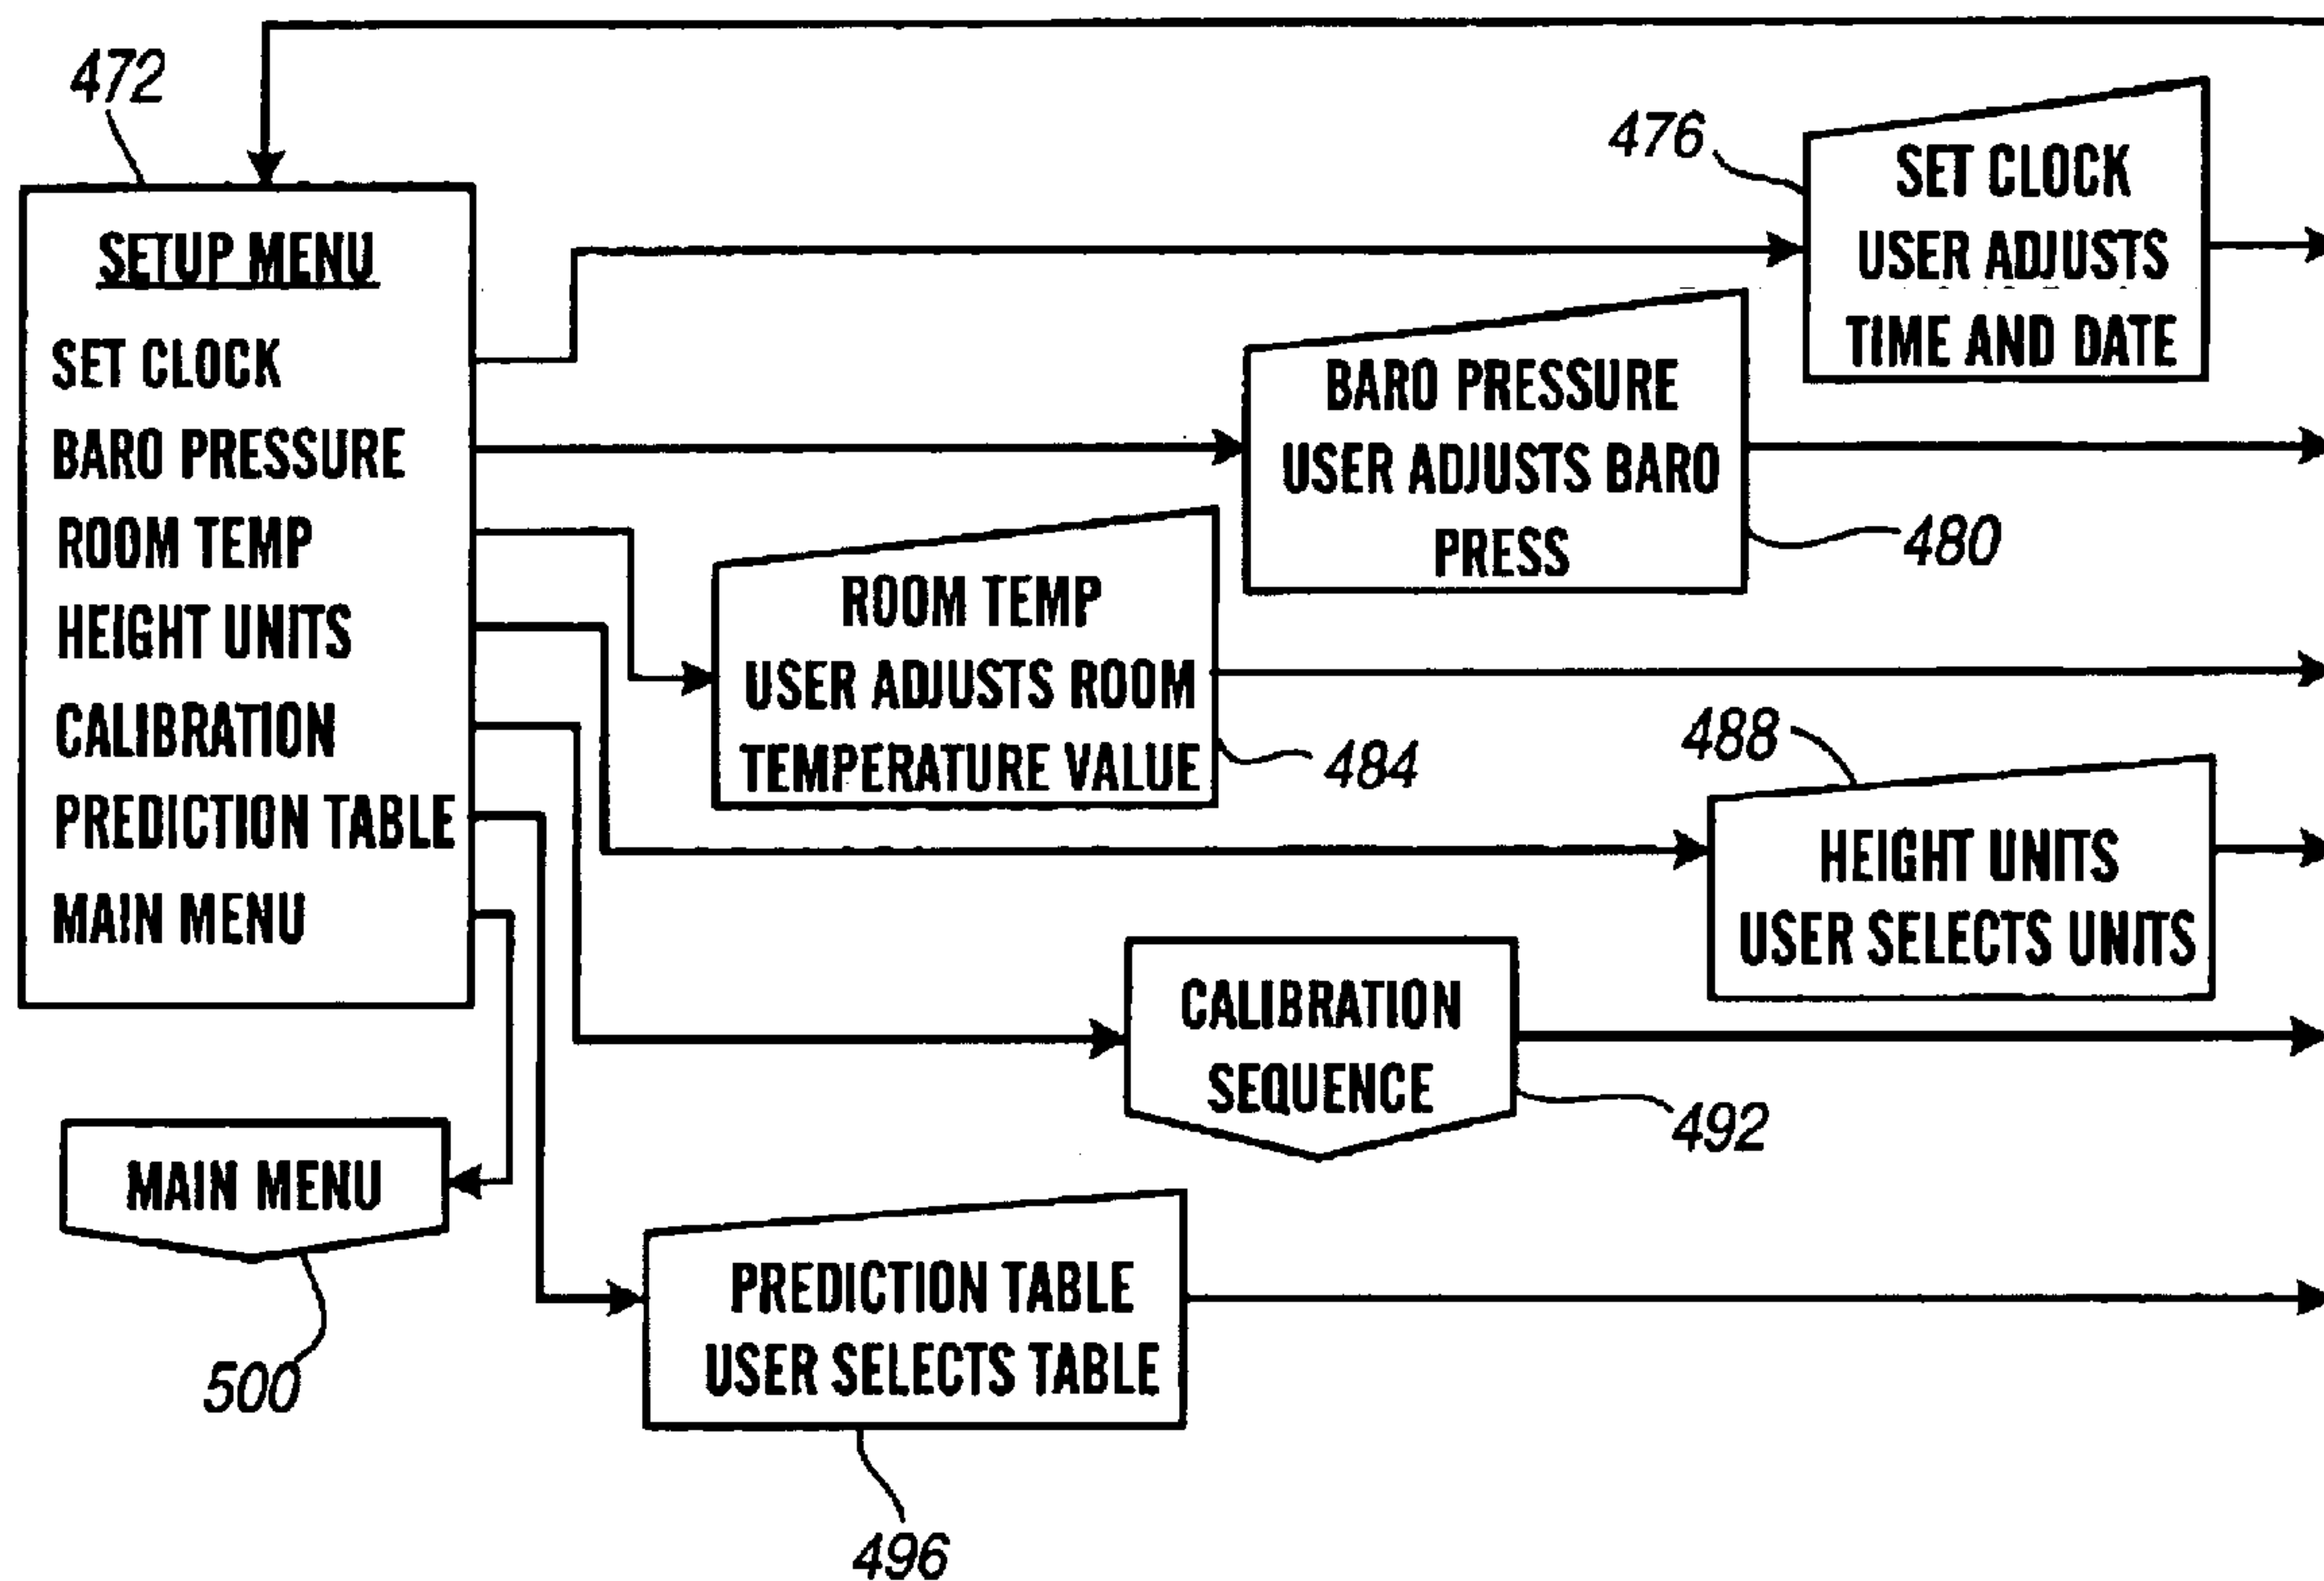 472
SETUP MENU
SET CLOCK
BARO PRESSURE
ROOM TEMP
HEIGHT UNITS
CALIBRATION
PREDICTION TABLE
MAIN MENU
476
SET CLOCK
USER ADJUSTS
TIME AND DATE
BARO PRESSURE
USER ADJUSTS BARO
PRESS
480
ROOM TEMP
USER ADJUSTS ROOM
TEMPERATURE VALUE
484
488
HEIGHT UNITS
USER SELECTS UNITS
CALIBRATION
SEQUENCE
492
MAIN MENU
500
PREDICTION TABLE
USER SELECTS TABLE
496